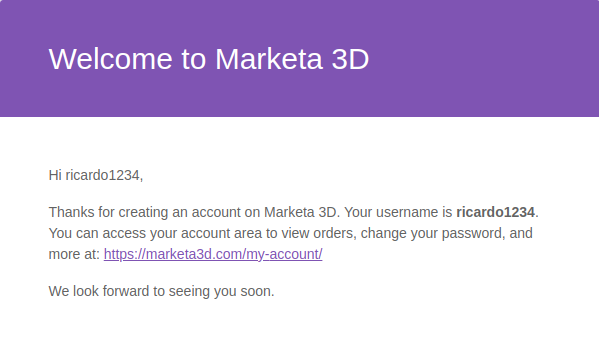 Welcome to Marketa 3D
Hi ricardo1234,
Thanks for creating an account on Marketa 3D. Your username is ricardo1234.
You can access your account area to view orders, change your password, and
more at: https://marketa3d.com/my-account/
We look forward to seeing you soon.